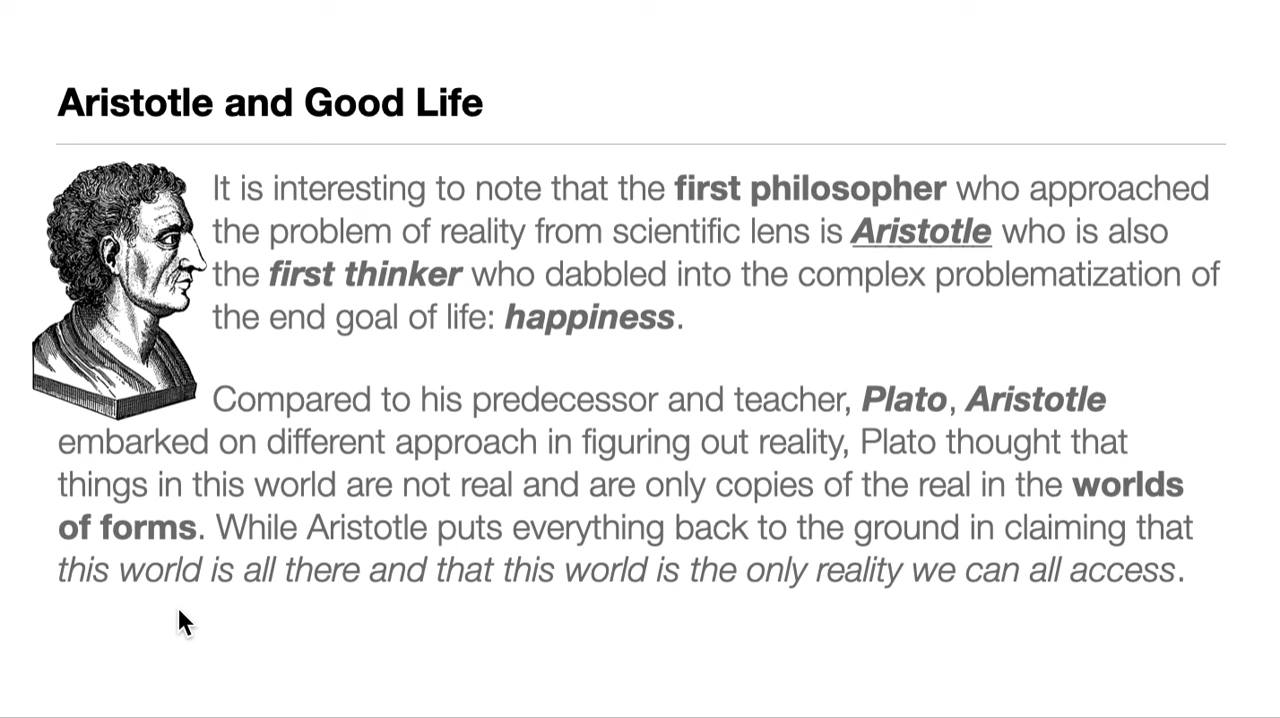 Aristotle and Good Life
It is interesting to note that the first philosopher who approached
the problem of reality from scientific lens is Aristotle who is also
the first thinker who dabbled into the complex problematization of
the end goal of life: happiness.
Compared to his predecessor and teacher, Plato, Aristotle
embarked on different approach in figuring out reality, Plato thought that
things in this world are not real and are only copies of the real in the worlds
of forms. While Aristotle puts everything back to the ground in claiming that
this world is all there and that this world is the only reality we can all access.